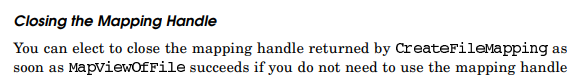 Closing the Mapping Handle
You can elect to close the mapping handle returned by CreateFileMapping as
soon as MapViewOfFile succeeds if you do not need to use the mapping handle